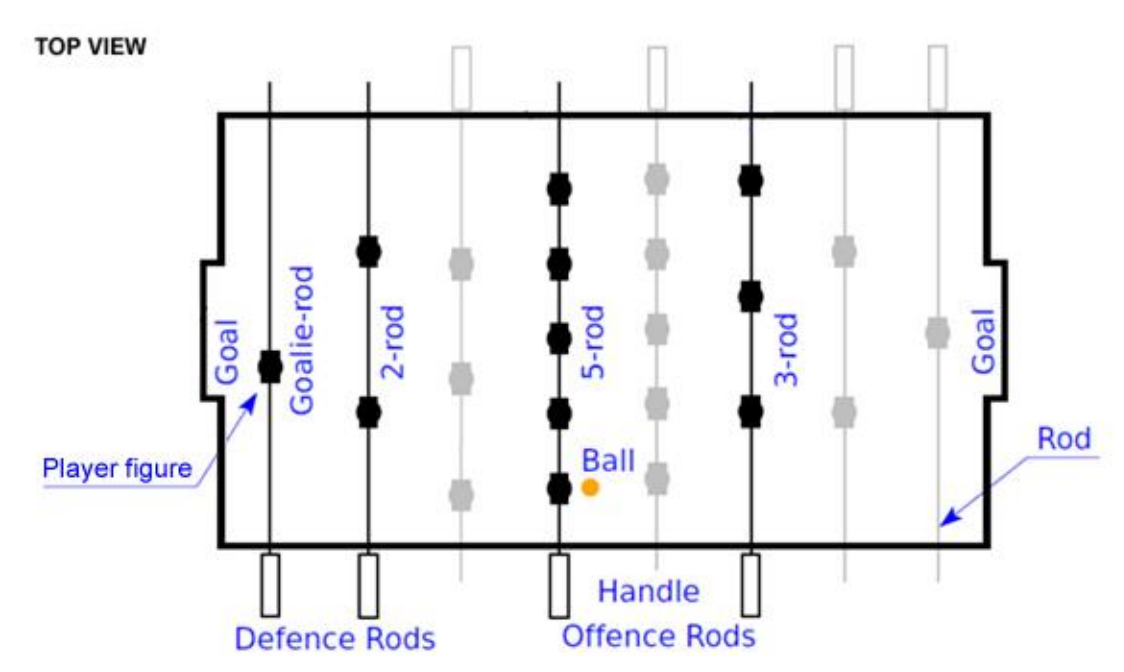 TOP VIEW
Goal
Goalie-rod
2-rod
5-rod
3-rod
Goal
Player figure
Ball
Rod
Handle
Defence Rods
Offence Rods